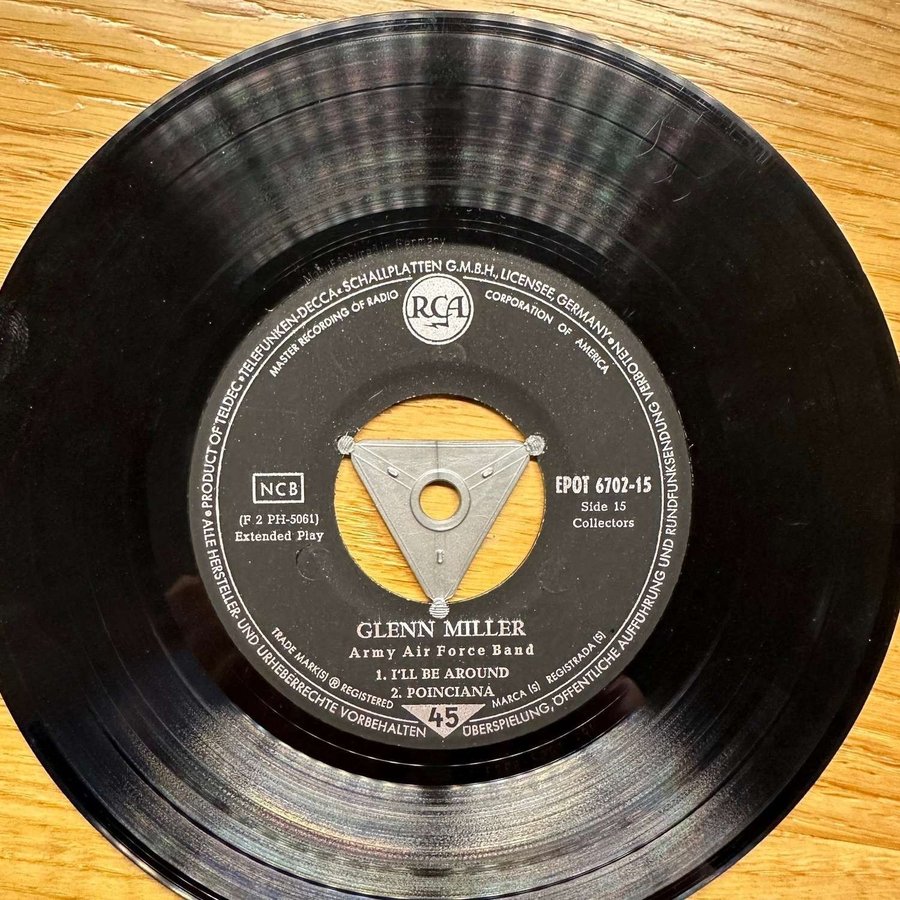 ALLE HERSTELLER- UND URHEBERRECHTE VORBEHALTEN
• PRODUCT OF TELDEC • »TELEFUNKEN-DECCA« SCHALLPLATTEN G.M.B.H., LICENSEE, GERMANY •
ÜBERSPIELUNG, ÖFFENTLICHE AUFFÜHRUNG UND RUNDFUNKSENDUNG VERBOTEN
MASTER RECORDING OF RADIO CORPORATION OF AMERICA
RCA
NCB
(F 2 PH-5061)
Extended Play
EPOT 6702-15
Side 15
Collectors
GLENN MILLER
Army Air Force Band
1. I'LL BE AROUND
2. POINCIANA
TRADE MARK(S) ® REGISTERED
MARCA (S) REGISTRADA (S)
45